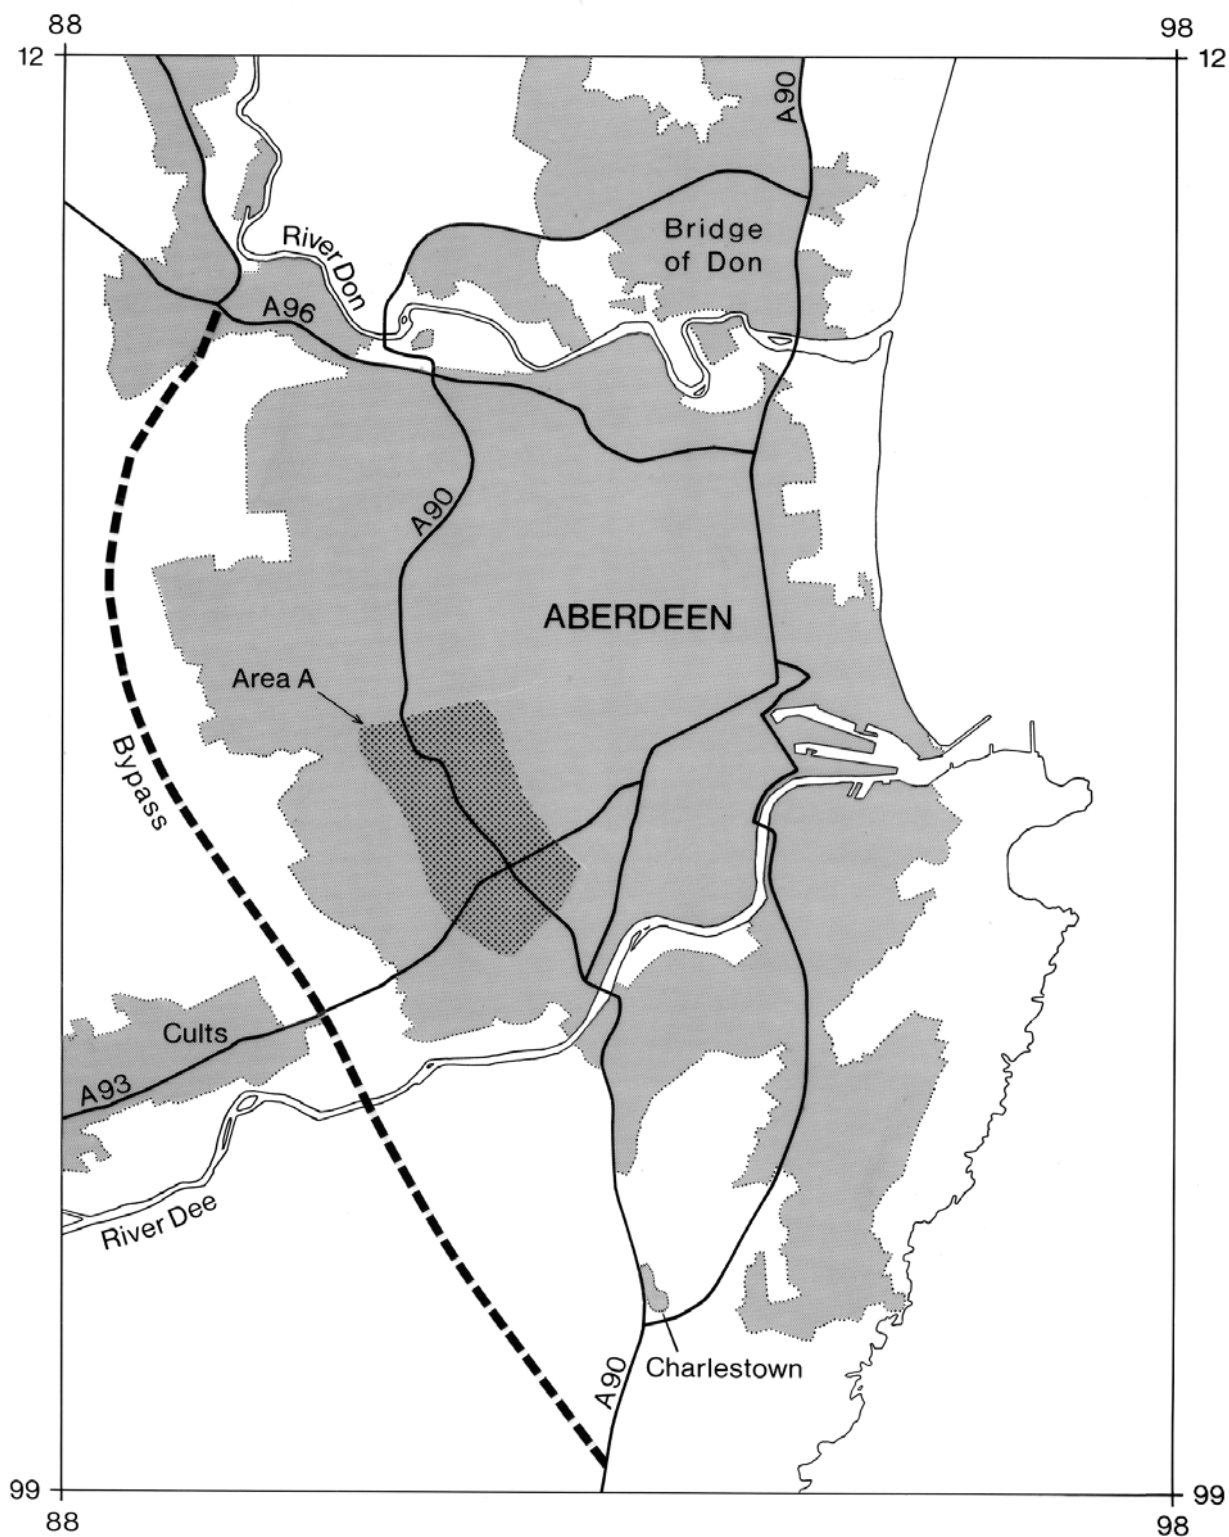 88
98
12
12
A90
Bridge
of Don
River Don
A96
A90
ABERDEEN
Area A
Bypass
Cults
A93
River Dee
Charlestown
A90
99
99
88
98